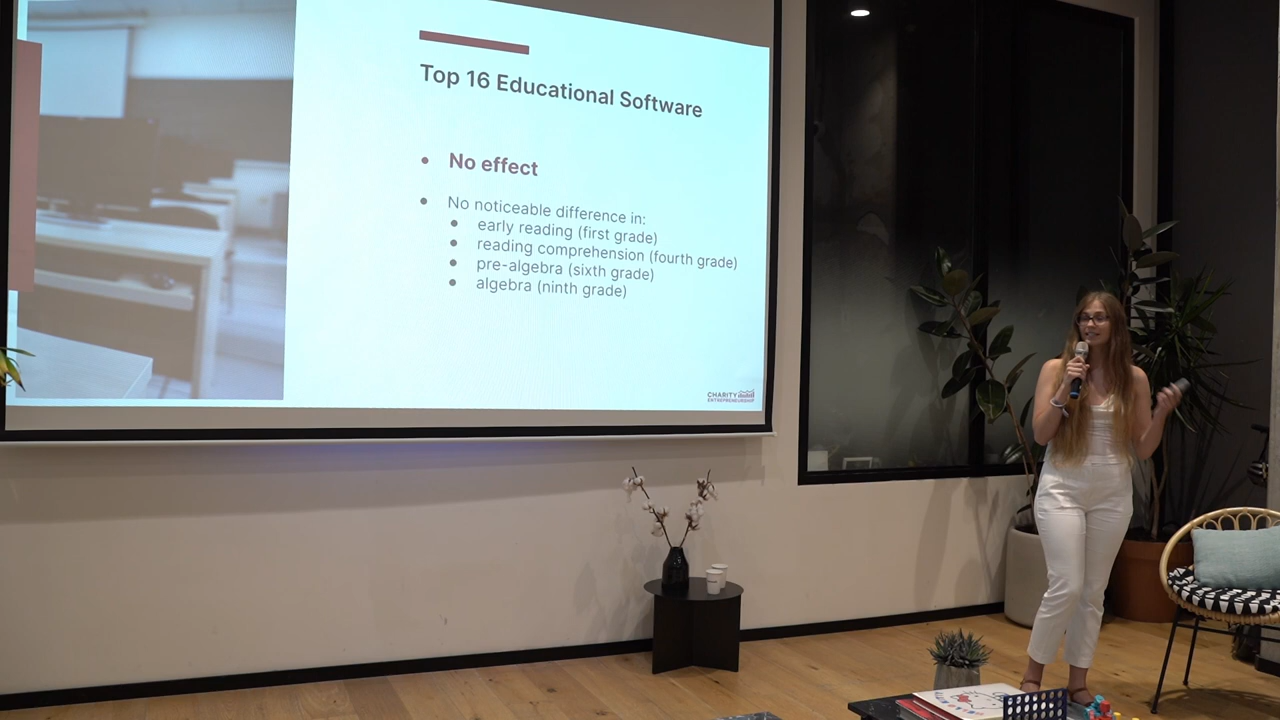 Top 16 Educational Software
No effect
No noticeable difference in:
early reading (first grade)
reading comprehension (fourth grade)
pre-algebra (sixth grade)
algebra (ninth grade)
CHARITY
ENTREPRENEURSHIP